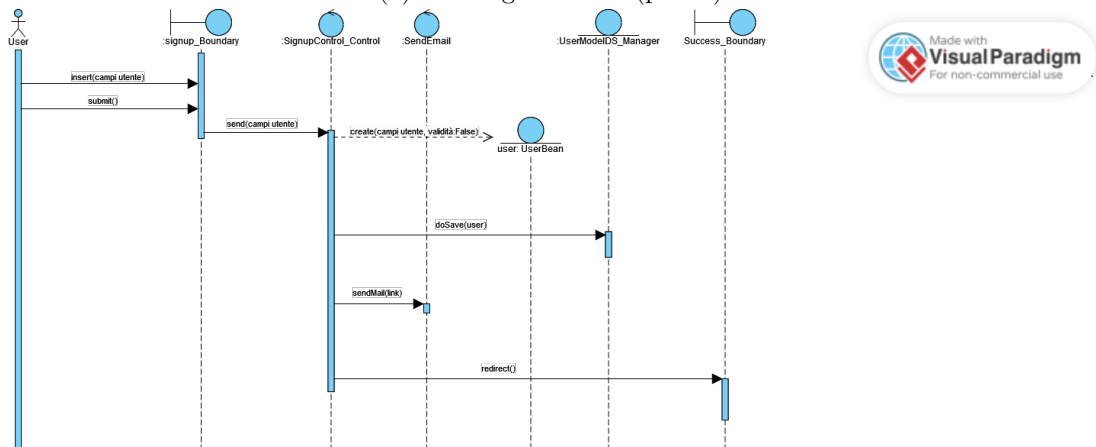 User
:signup_Boundary
:SignupControl_Control
:SendEmail
:UserModelDS_Manager
Success_Boundary
insert(campi utente)
submit()
send(campi utente)
create(campi utente, validità:False)
user: UserBean
doSave(user)
sendMail(link)
redirect()
Made with
Visual Paradigm
For non-commercial use